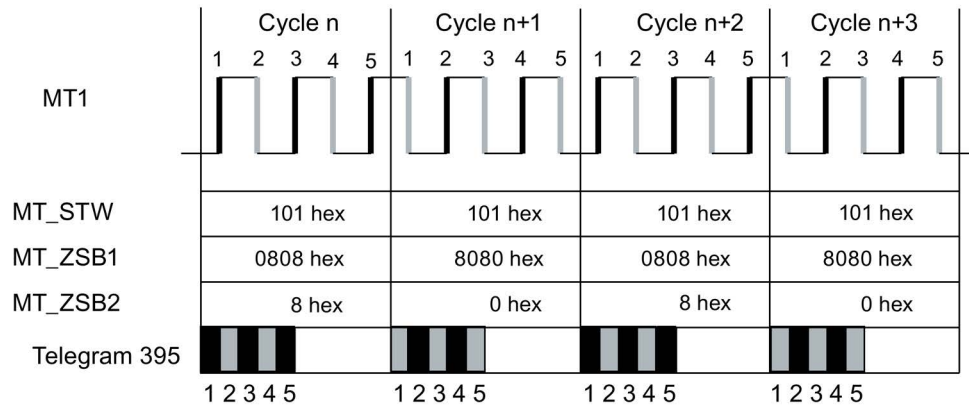 Cycle n Cycle n+1 Cycle n+2 Cycle n+3
1 2 3 4 5 1 2 3 4 5 1 2 3 4 5 1 2 3 4 5
MT1
MT_STW 101 hex 101 hex 101 hex 101 hex
MT_ZSB1 0808 hex 8080 hex 0808 hex 8080 hex
MT_ZSB2 8 hex 0 hex 8 hex 0 hex
Telegram 395
1 2 3 4 5 1 2 3 4 5 1 2 3 4 5 1 2 3 4 5